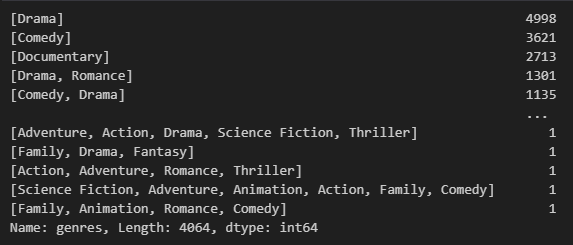 [Drama] 4998
[Comedy] 3621
[Documentary] 2713
[Drama, Romance] 1301
[Comedy, Drama] 1135
...
[Adventure, Action, Drama, Science Fiction, Thriller] 1
[Family, Drama, Fantasy] 1
[Action, Adventure, Romance, Thriller] 1
[Science Fiction, Adventure, Animation, Action, Family, Comedy] 1
[Family, Animation, Romance, Comedy] 1
Name: genres, Length: 4064, dtype: int64